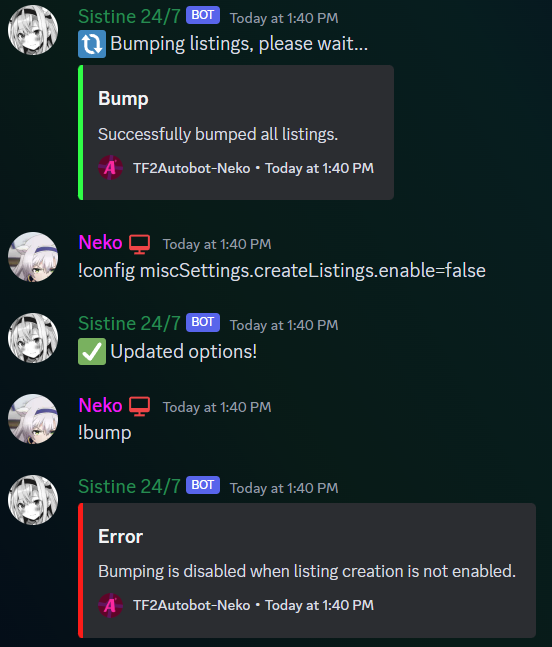 Sistine 24/7 BOT Today at 1:40 PM
Bumping listings, please wait...
Bump
Successfully bumped all listings.
TF2Autobot-Neko • Today at 1:40 PM
Neko Today at 1:40 PM
!config miscSettings.createListings.enable=false
Sistine 24/7 BOT Today at 1:40 PM
Updated options!
Neko Today at 1:40 PM
!bump
Sistine 24/7 BOT Today at 1:40 PM
Error
Bumping is disabled when listing creation is not enabled.
TF2Autobot-Neko • Today at 1:40 PM